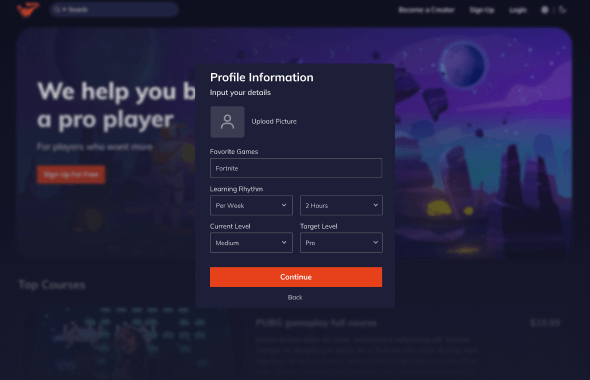 Search
Become a Creator
Sign Up
Login
We help you b
a pro player
For players who want more
Sign Up For Free
Profile Information
Input your details
Upload Picture
Favorite Games
Fortnite
Learning Rhythm
Per Week
2 Hours
Current Level
Target Level
Medium
Pro
Continue
Back
Top Courses
PUBG gameplay full course
$19.99